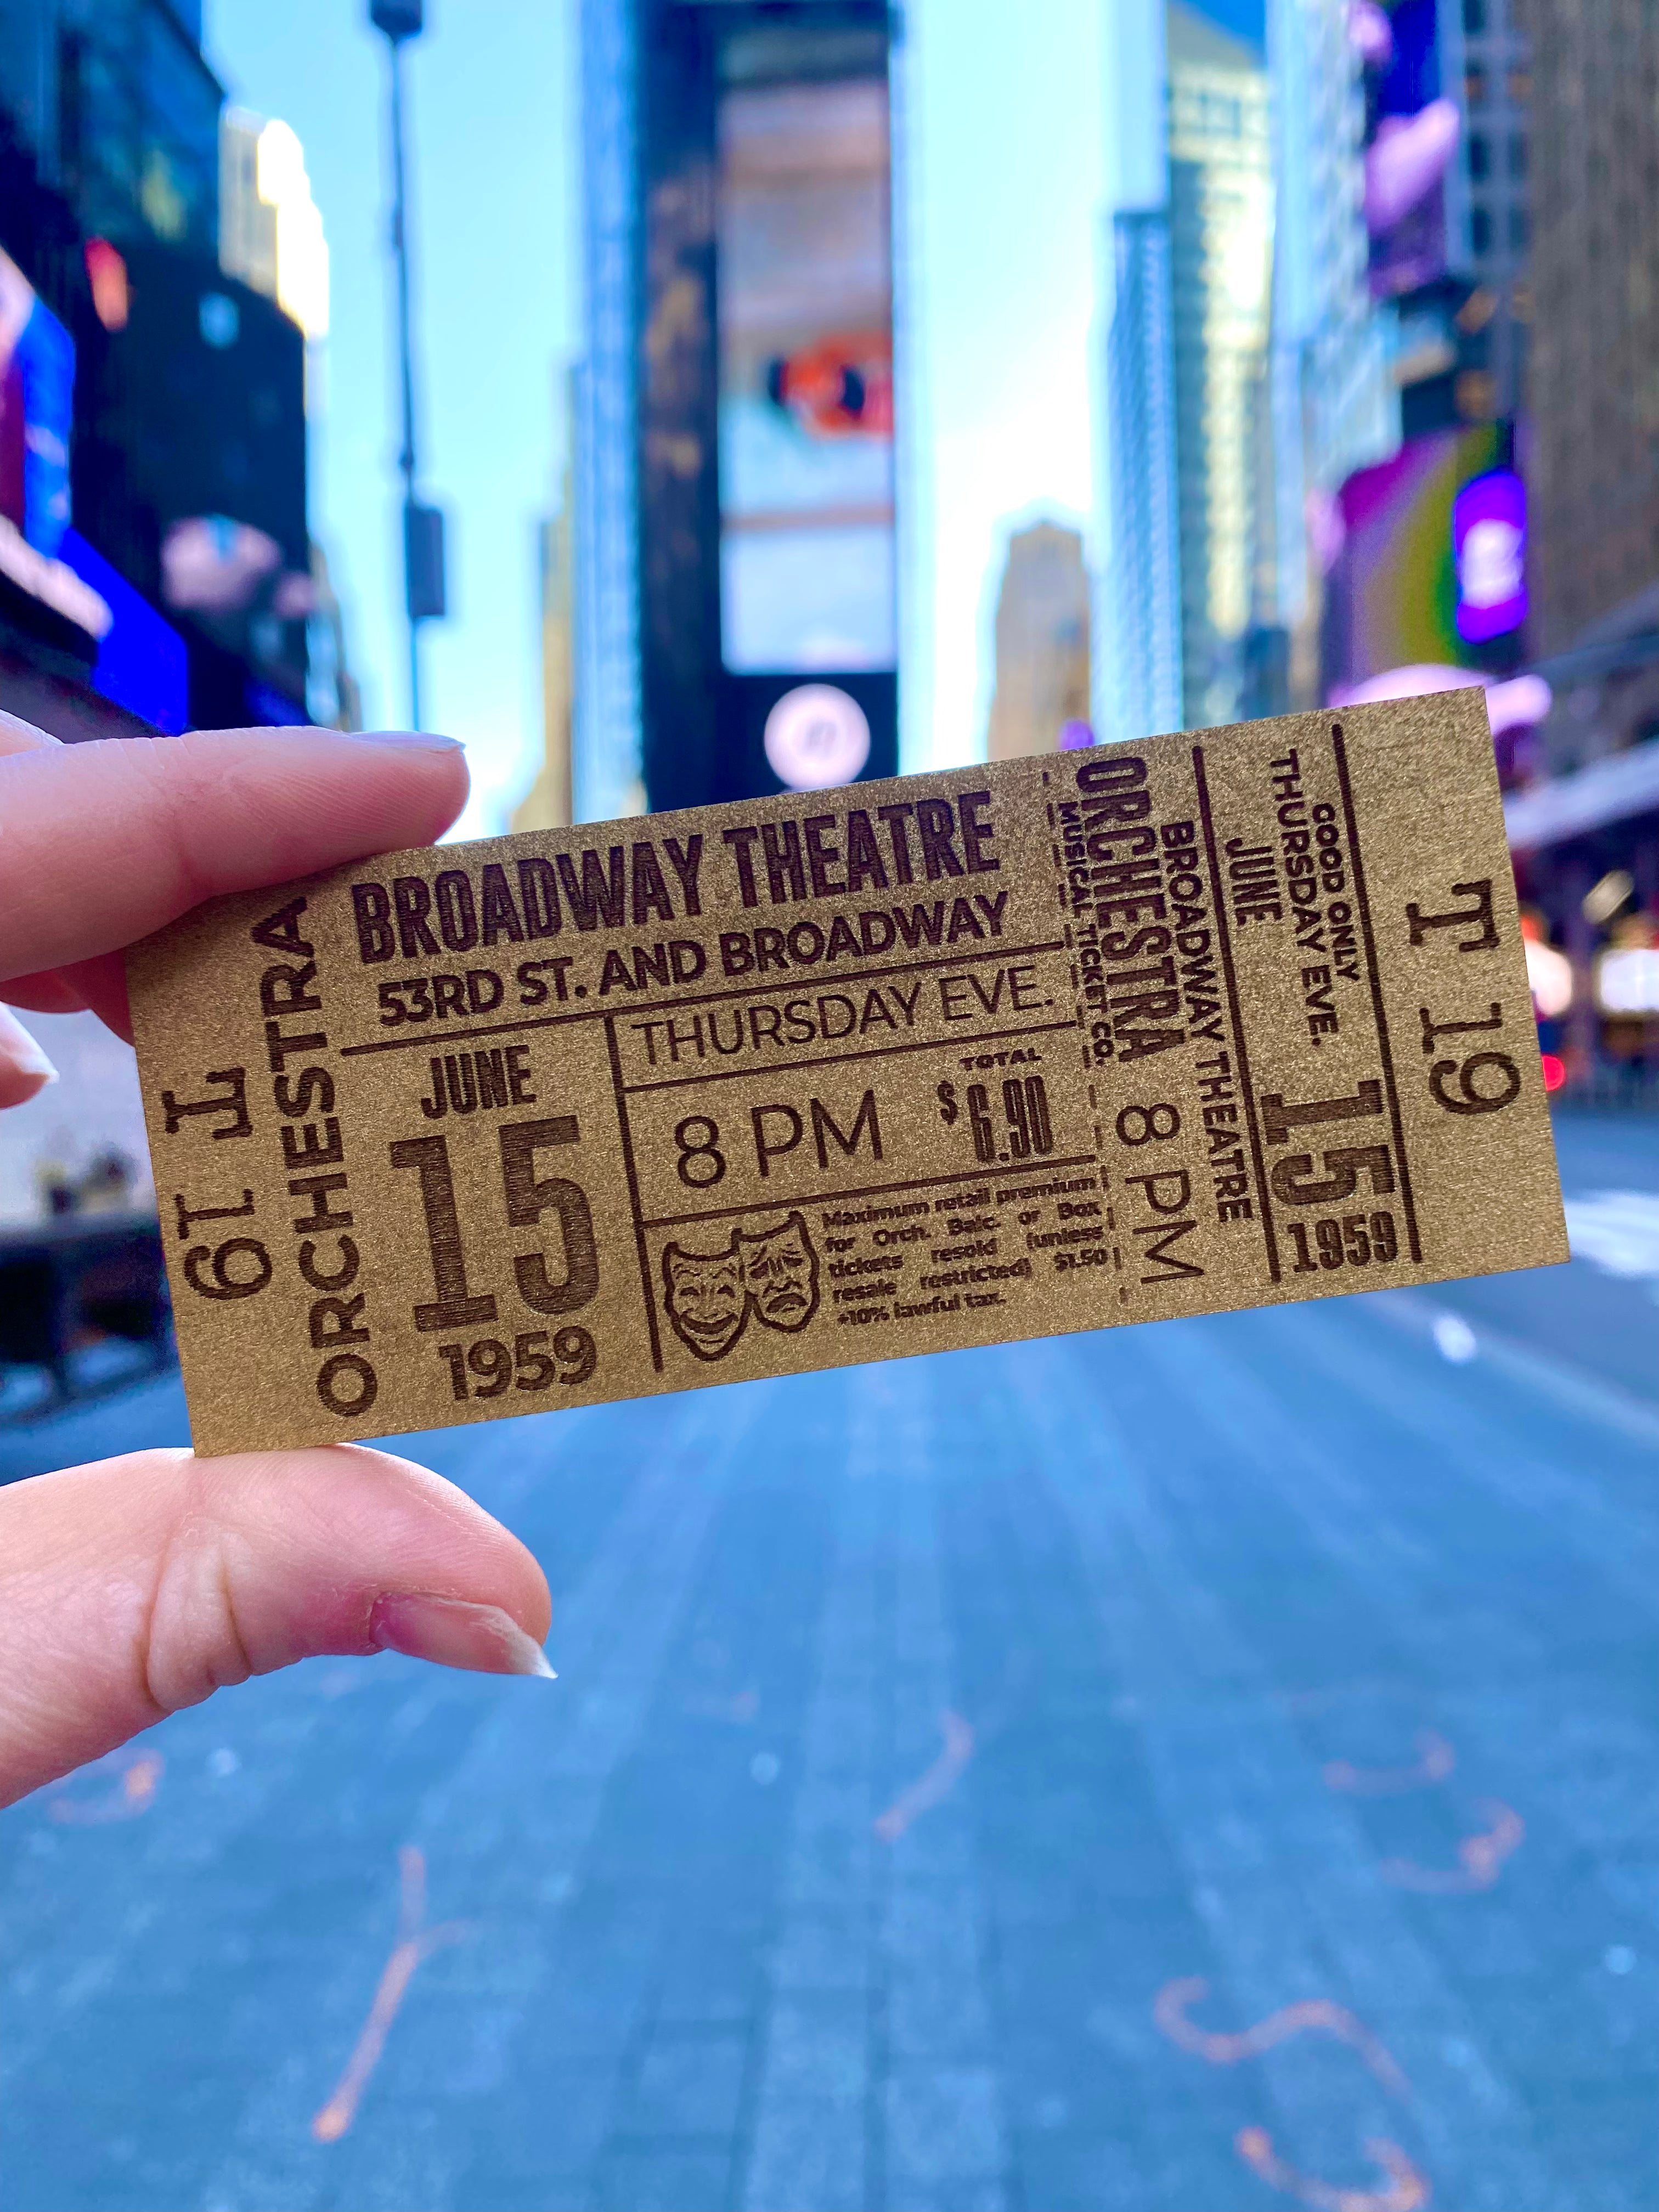 T 19
ORCHESTRA
BROADWAY THEATRE
53RD ST. AND BROADWAY
JUNE
15
1959
THURSDAY EVE.
8 PM
TOTAL
$6.90
Maximum retail premium
for Orch. Balc. or Box
tickets resold (unless
resale restricted) $1.50
+10% lawful tax.
MUSICAL TICKET CO.
ORCHESTRA 8 PM
BROADWAY THEATRE
JUNE 15 1959
THURSDAY EVE.
GOOD ONLY
T 19